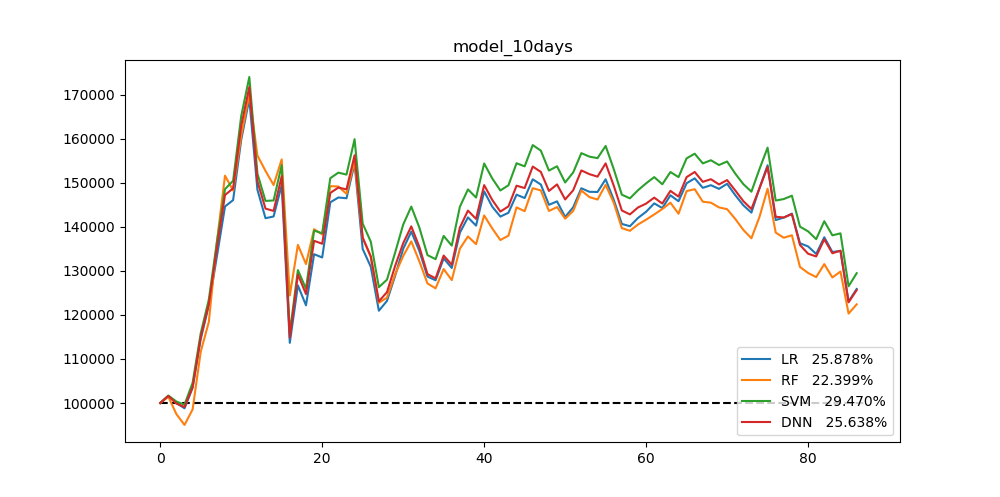 model_10days
170000
160000
150000
140000
130000
120000
110000
100000
LR 25.878%
RF 22.399%
SVM 29.470%
DNN 25.638%
0 20 40 60 80